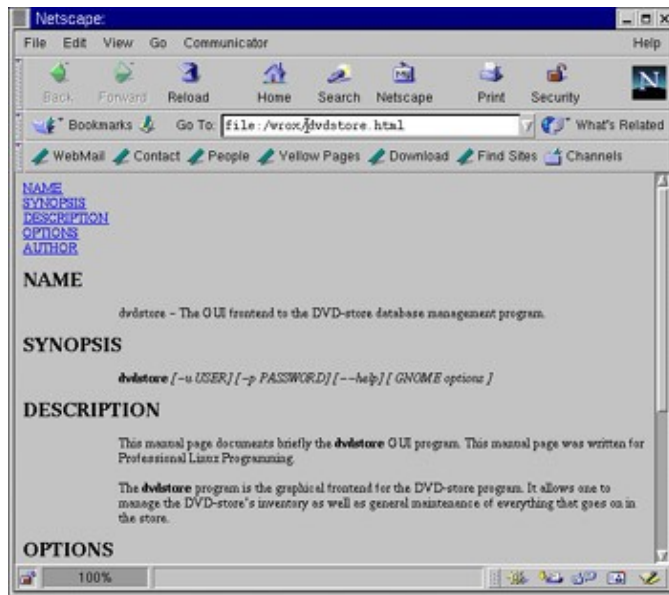 Netscape:
File Edit View Go Communicator Help
Back Forward Reload Home Search Netscape Print Security
N
Bookmarks Go To: file:/wrox/dvdstore.html What's Related
WebMail Contact People Yellow Pages Download Find Sites Channels
NAME
SYNOPSIS
DESCRIPTION
OPTIONS
AUTHOR
NAME
dvdstore - The GUI frontend to the DVD-store database management program.
SYNOPSIS
dvdstore [-u USER] [-p PASSWORD] [--help] [ GNOME options ]
DESCRIPTION
This manual page documents briefly the dvdstore GUI program. This manual page was written for
Professional Linux Programming.
The dvdstore program is the graphical frontend for the DVD-store program. It allows one to
manage the DVD-store's inventory as well as general maintenance of everything that goes on in
the store.
OPTIONS
100%